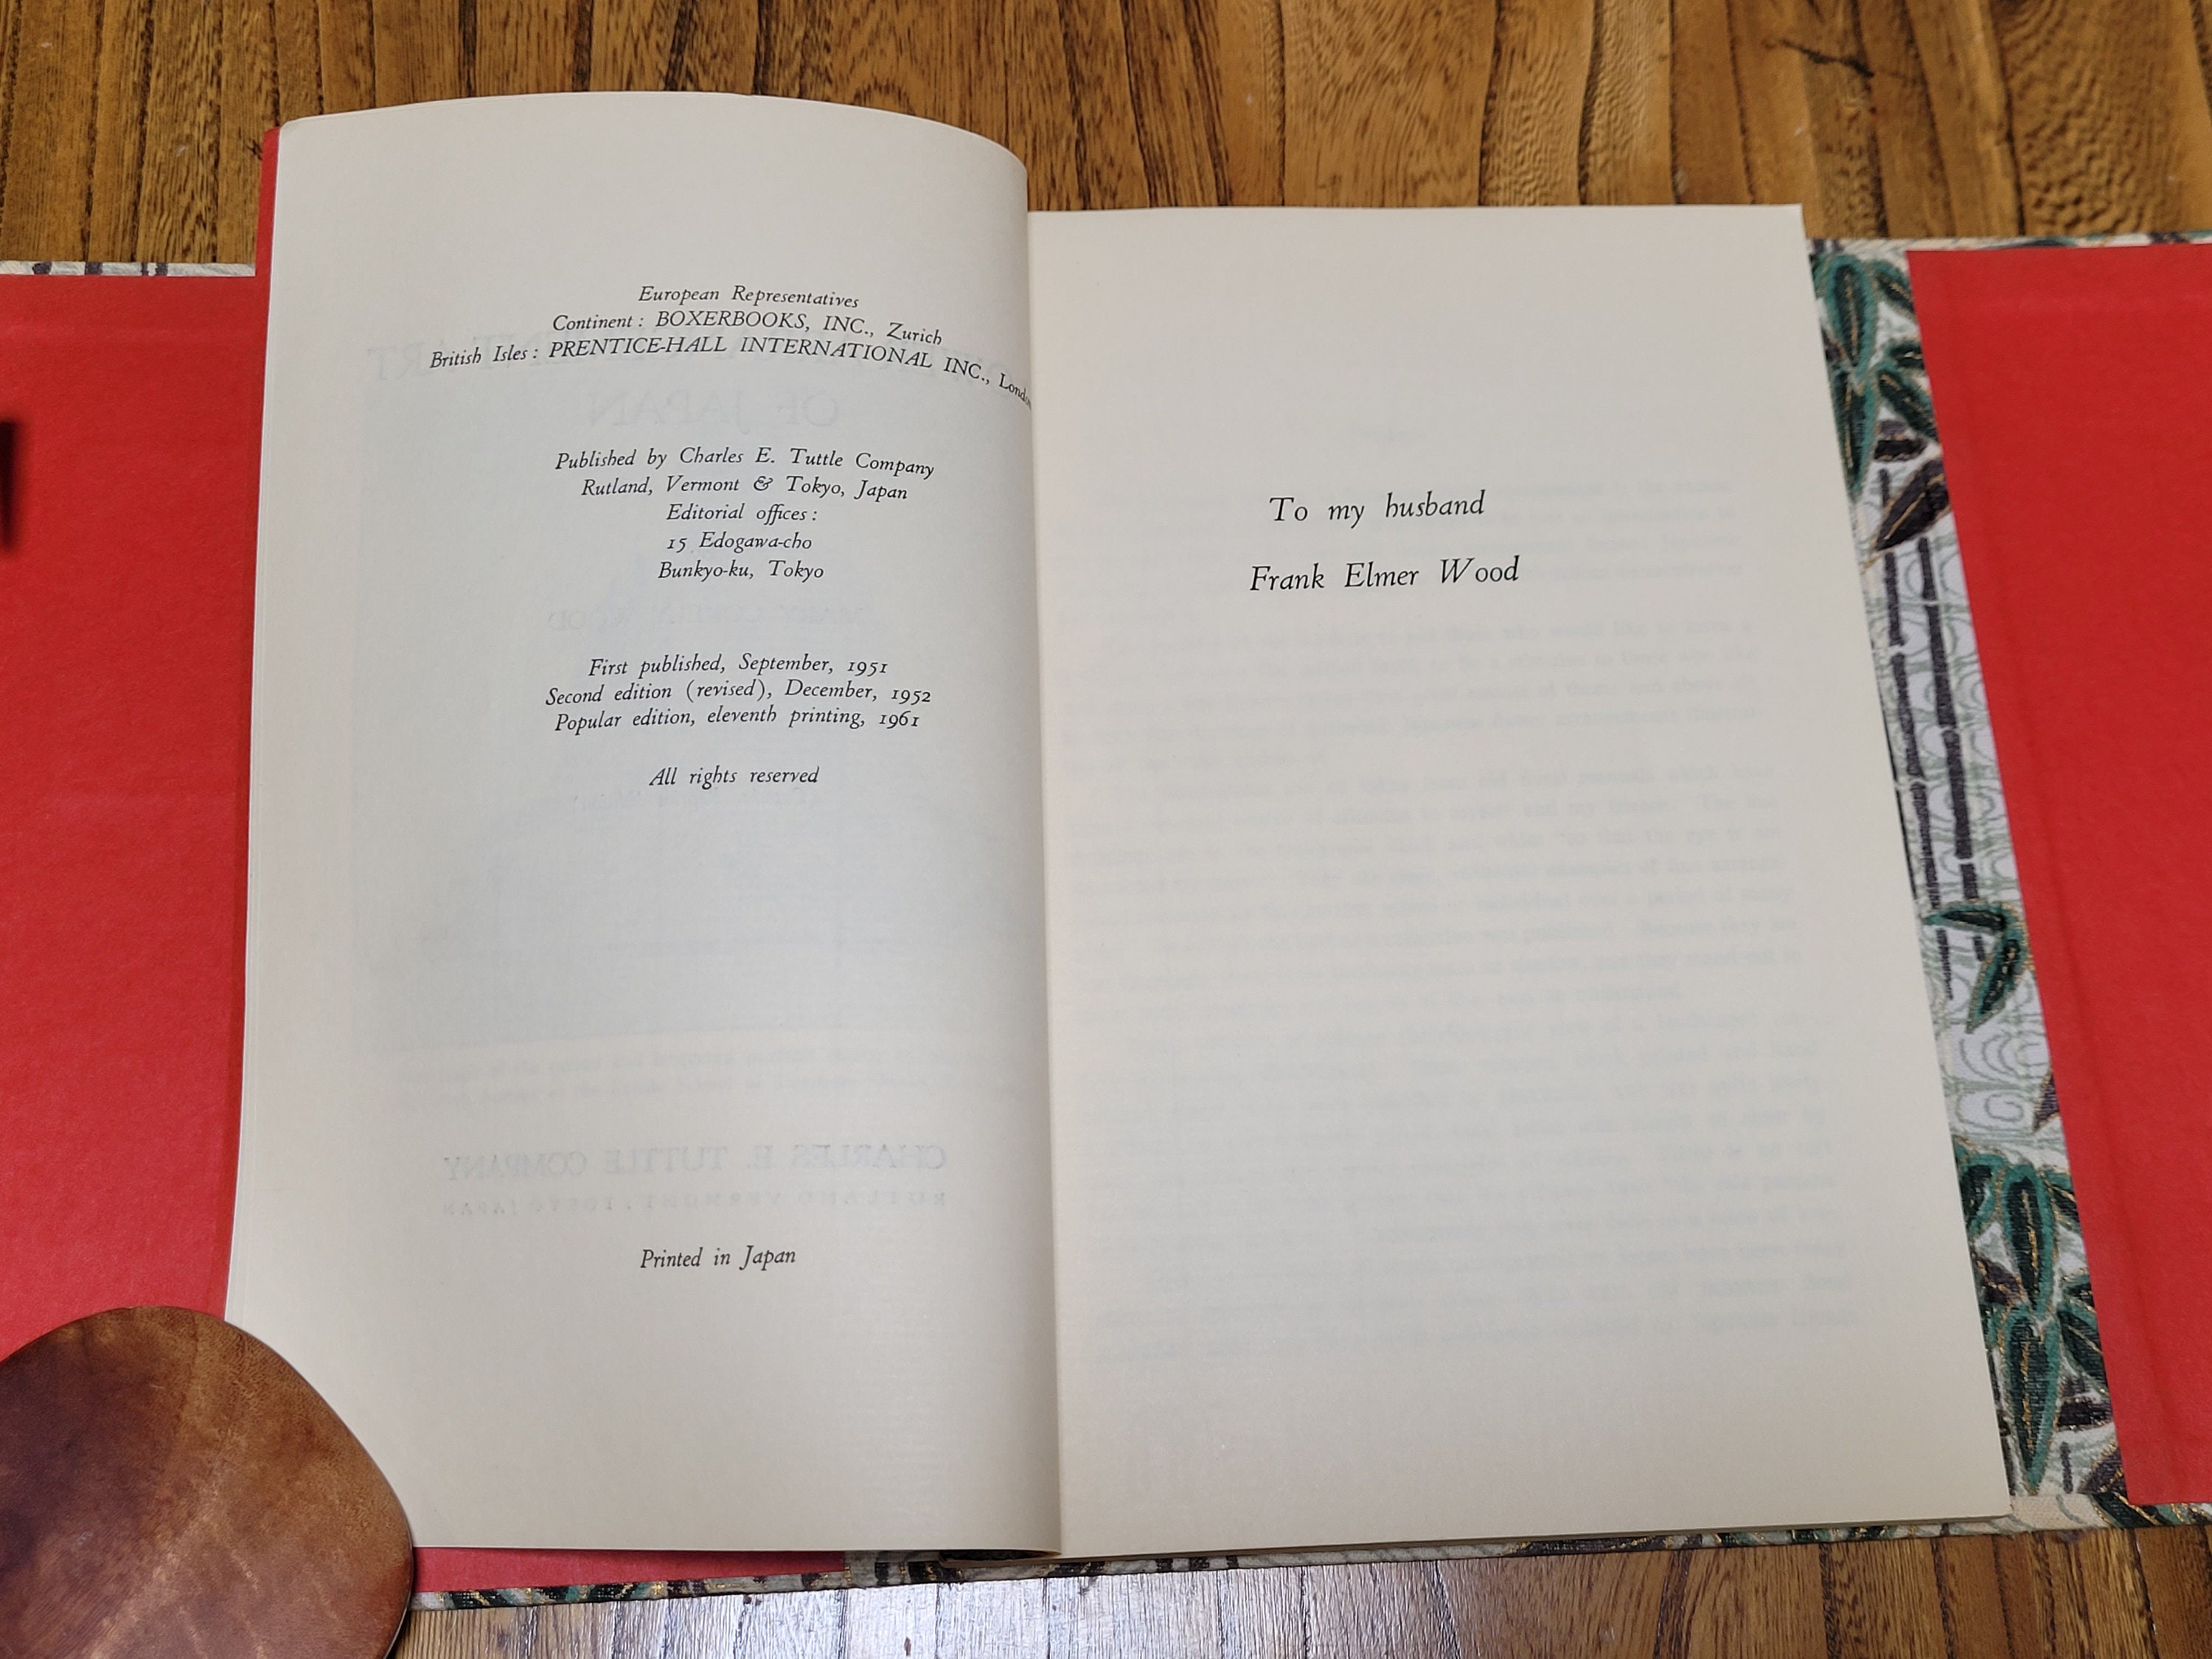 European Representatives
Continent: BOXERBOOKS, INC., Zurich
British Isles: PRENTICE-HALL INTERNATIONAL INC., London
Published by Charles E. Tuttle Company
Rutland, Vermont & Tokyo, Japan
Editorial offices:
15 Edogawa-cho
Bunkyo-ku, Tokyo
First published, September, 1951
Second edition (revised), December, 1952
Popular edition, eleventh printing, 1961
All rights reserved
Printed in Japan
To my husband
Frank Elmer Wood